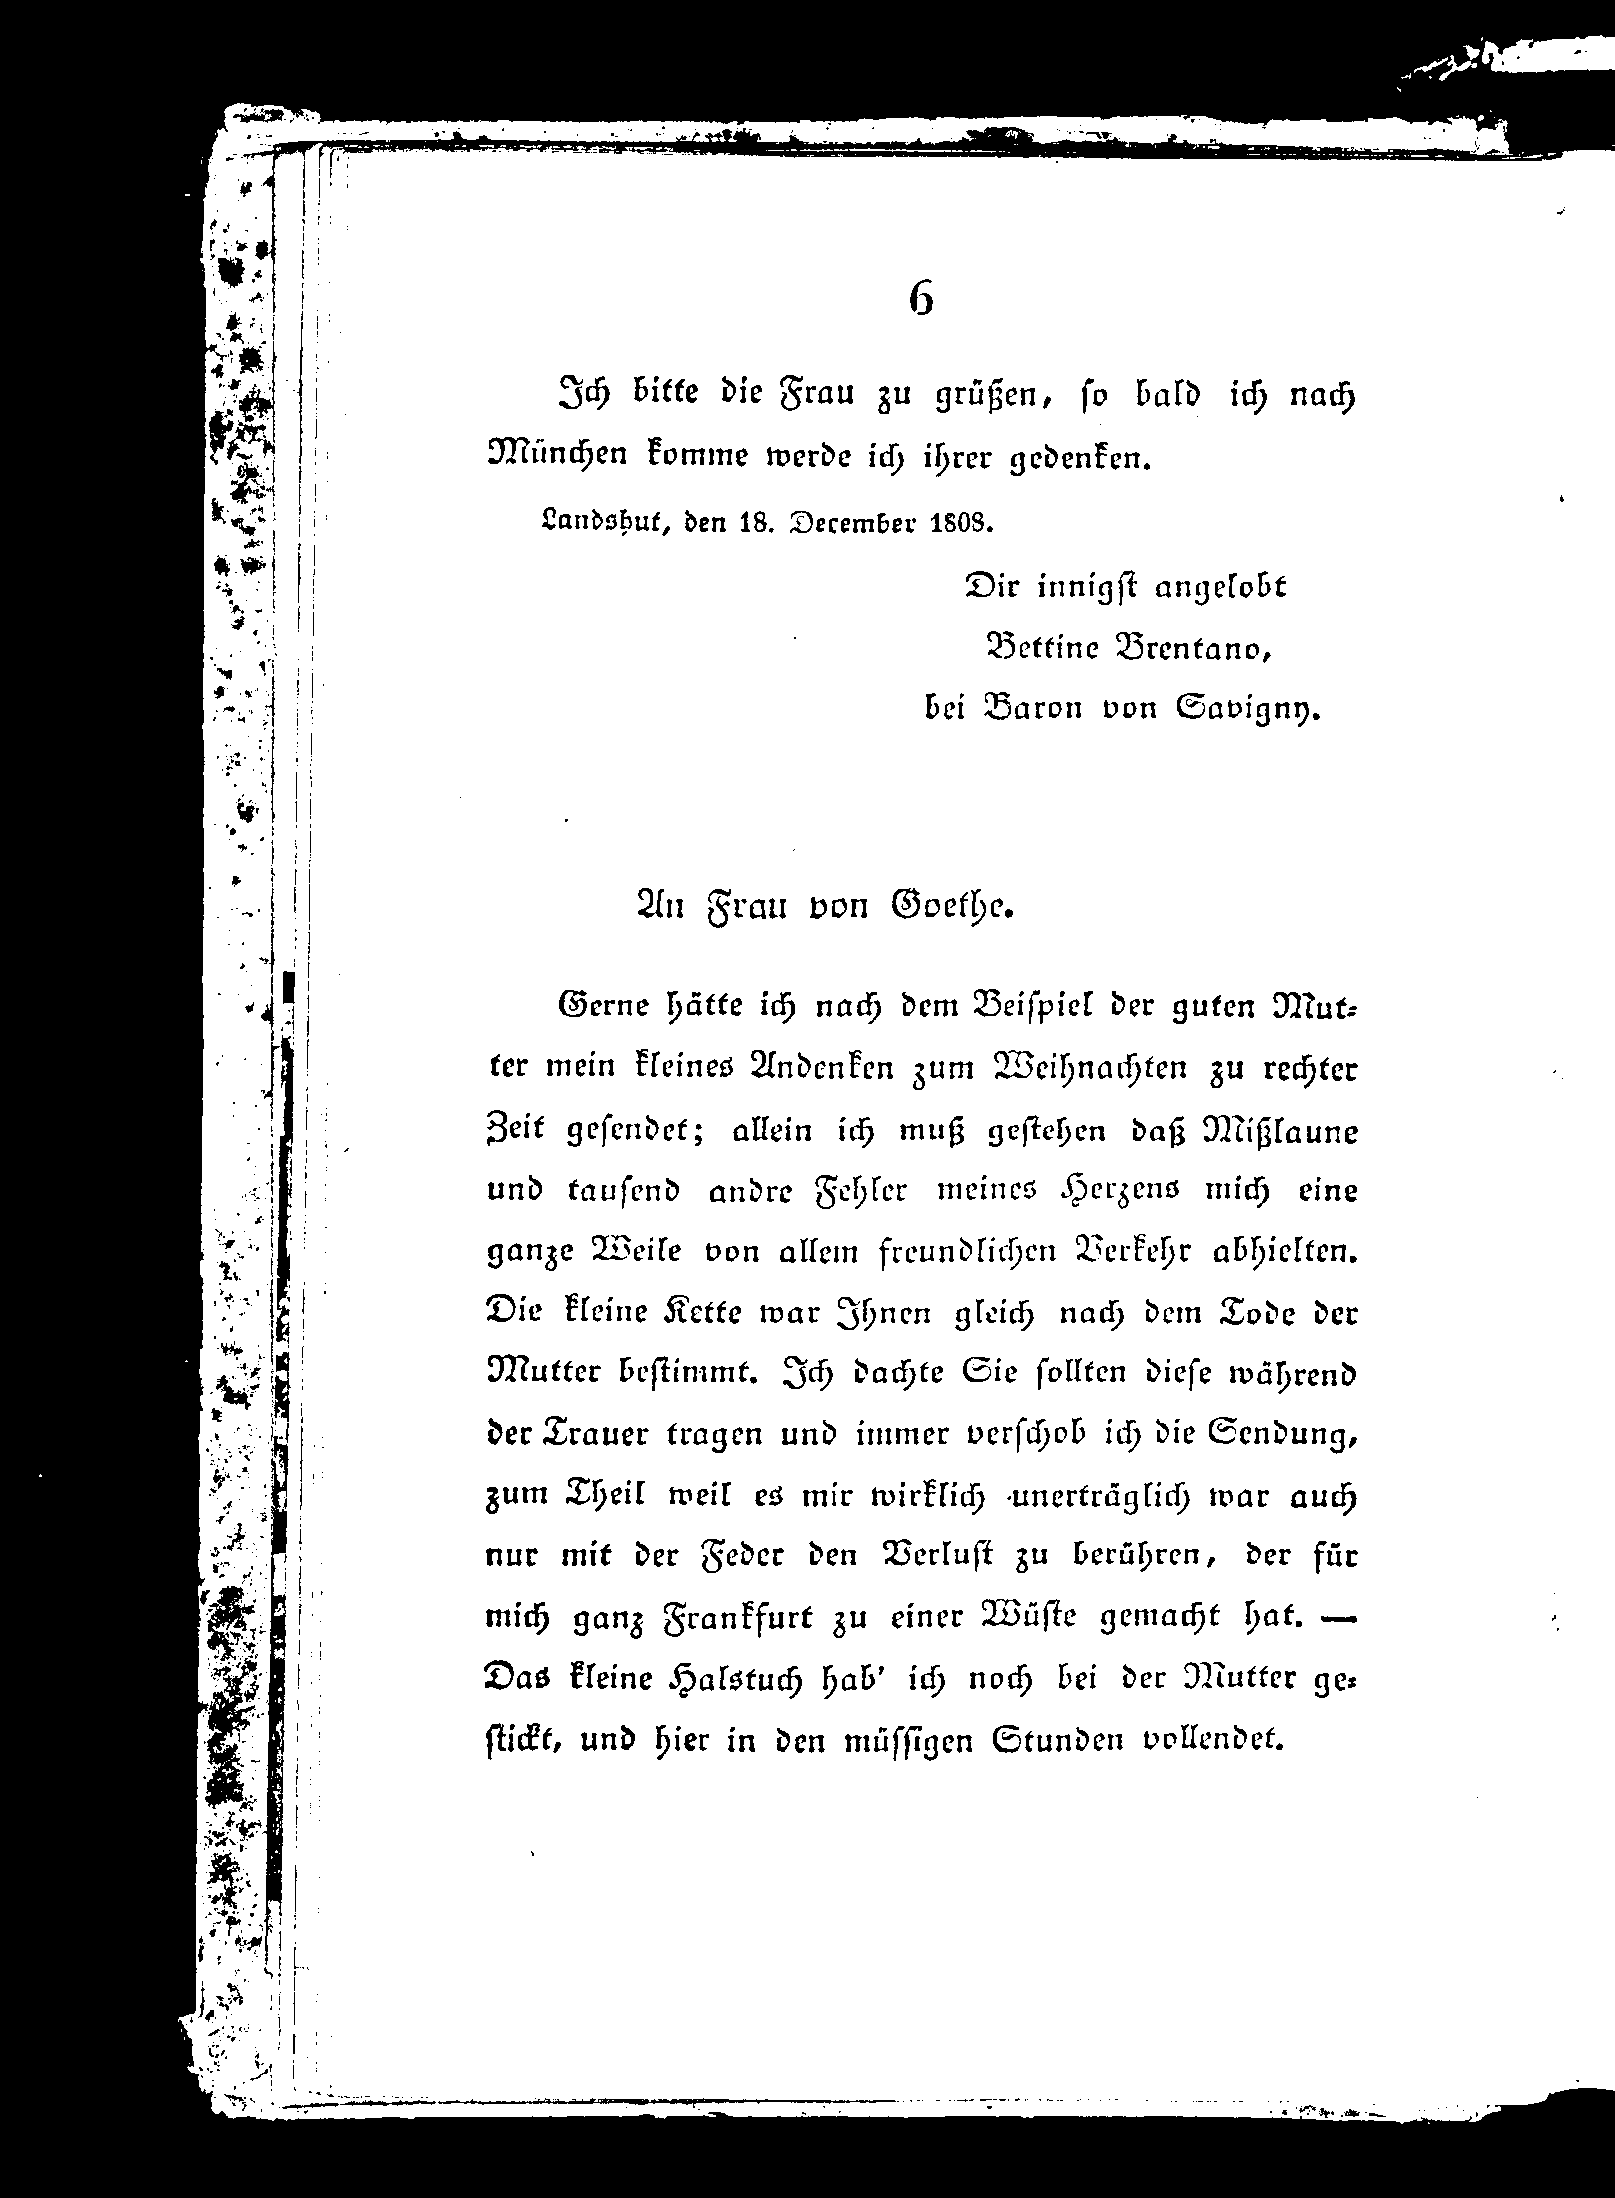 6
Ich bitte die Frau zu grüßen, ſo bald ich nach
München komme werde ich ihrer gedenken.
Landshut, den 18. December 1808.
Dir innigſt angelobt
Bettine Brentano,
bei Baron von Savigny.
An Frau von Goethe.
Gerne hätte ich nach dem Beiſpiel der guten Mut⸗
ter mein kleines Andenken zum Weihnachten zu rechter
Zeit geſendet; allein ich muß geſtehen daß Mißlaune
und tauſend andre Fehler meines Herzens mich eine
ganze Weile von allem freundlichen Verkehr abhielten.
Die kleine Kette war Ihnen gleich nach dem Tode der
Mutter beſtimmt. Ich dachte Sie ſollten dieſe während
der Trauer tragen und immer verſchob ich die Sendung,
zum Theil weil es mir wirklich unerträglich war auch
nur mit der Feder den Verluſt zu berühren, der für
mich ganz Frankfurt zu einer Wüſte gemacht hat. —
Das kleine Halstuch hab' ich noch bei der Mutter ge⸗
ſtickt, und hier in den müſſigen Stunden vollendet.